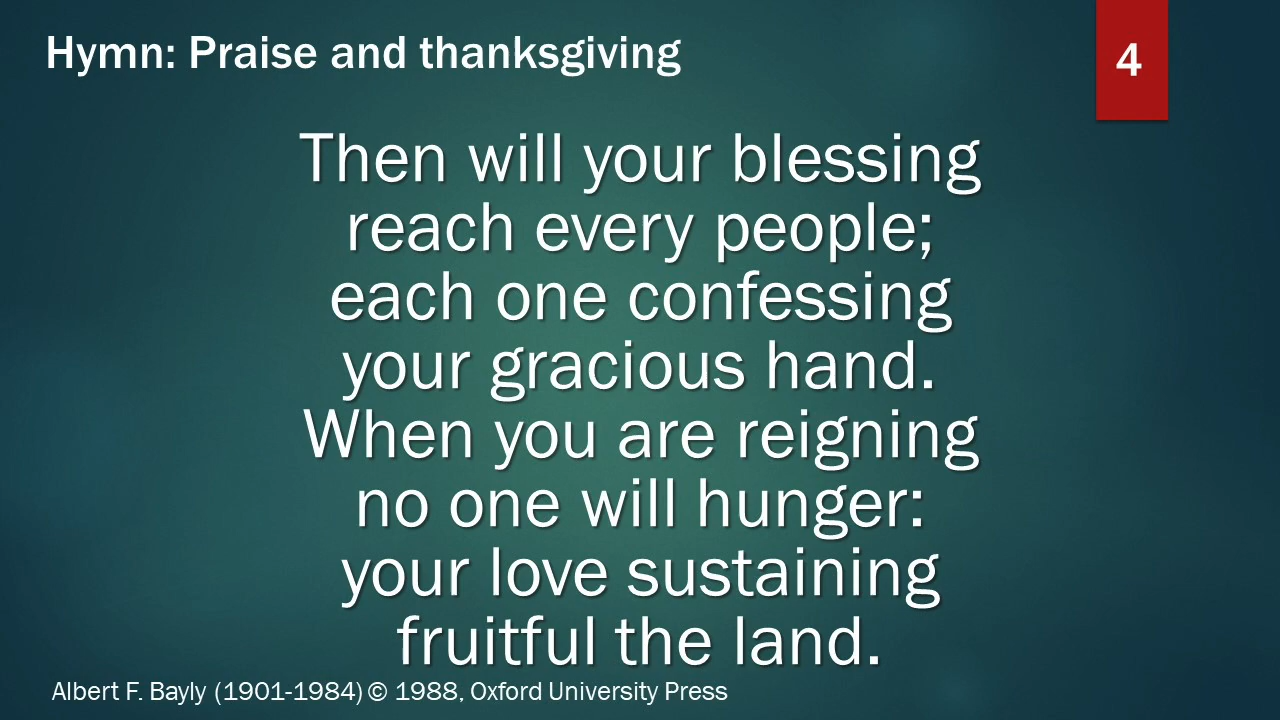 Hymn: Praise and thanksgiving
4
Then will your blessing
reach every people;
each one confessing
your gracious hand.
When you are reigning
no one will hunger:
your love sustaining
fruitful the land.
Albert F. Bayly (1901-1984) © 1988, Oxford University Press